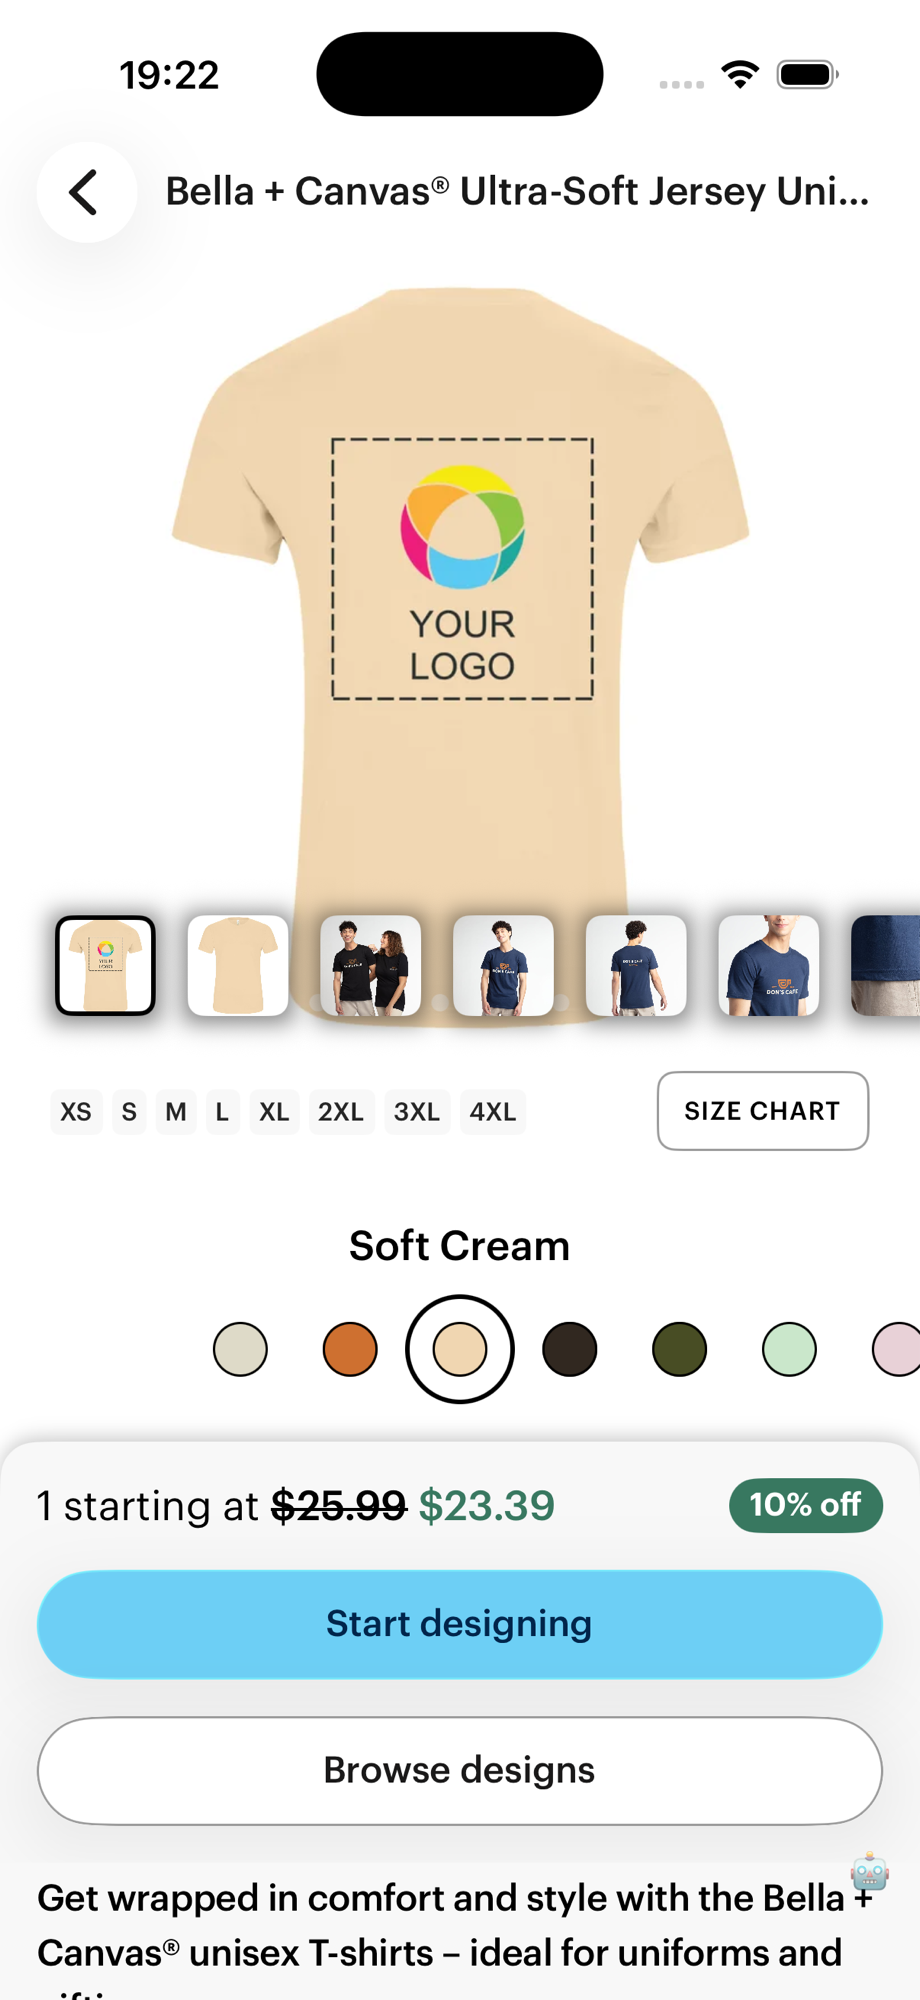 19:22
Bella + Canvas® Ultra-Soft Jersey Uni...
YOUR
LOGO
XS S M L XL 2XL 3XL 4XL
SIZE CHART
Soft Cream
1 starting at $25.99 $23.39
10% off
Start designing
Browse designs
Get wrapped in comfort and style with the Bella +
Canvas® unisex T-shirts – ideal for uniforms and